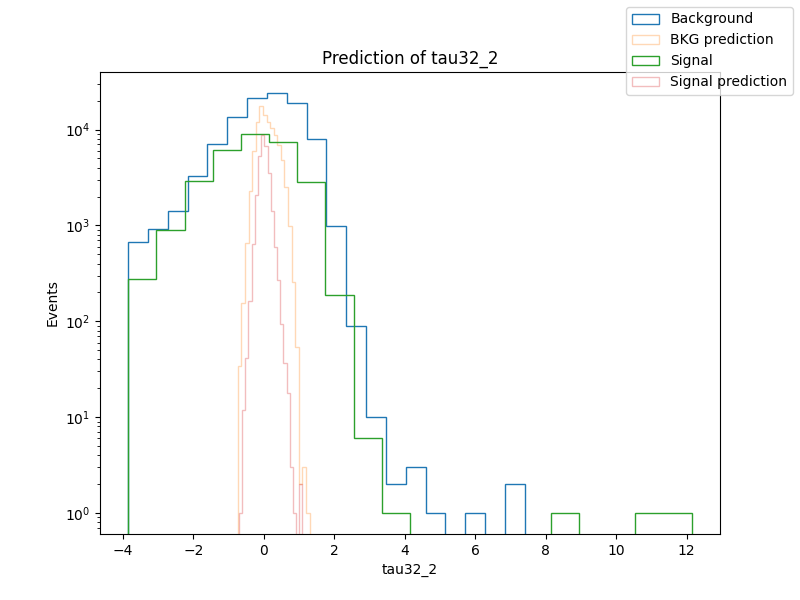 Prediction of tau32_2
Background
BKG prediction
Signal
Signal prediction
Events
10⁴
10³
10²
10¹
10⁰
−4
−2
0
2
4
6
8
10
12
tau32_2